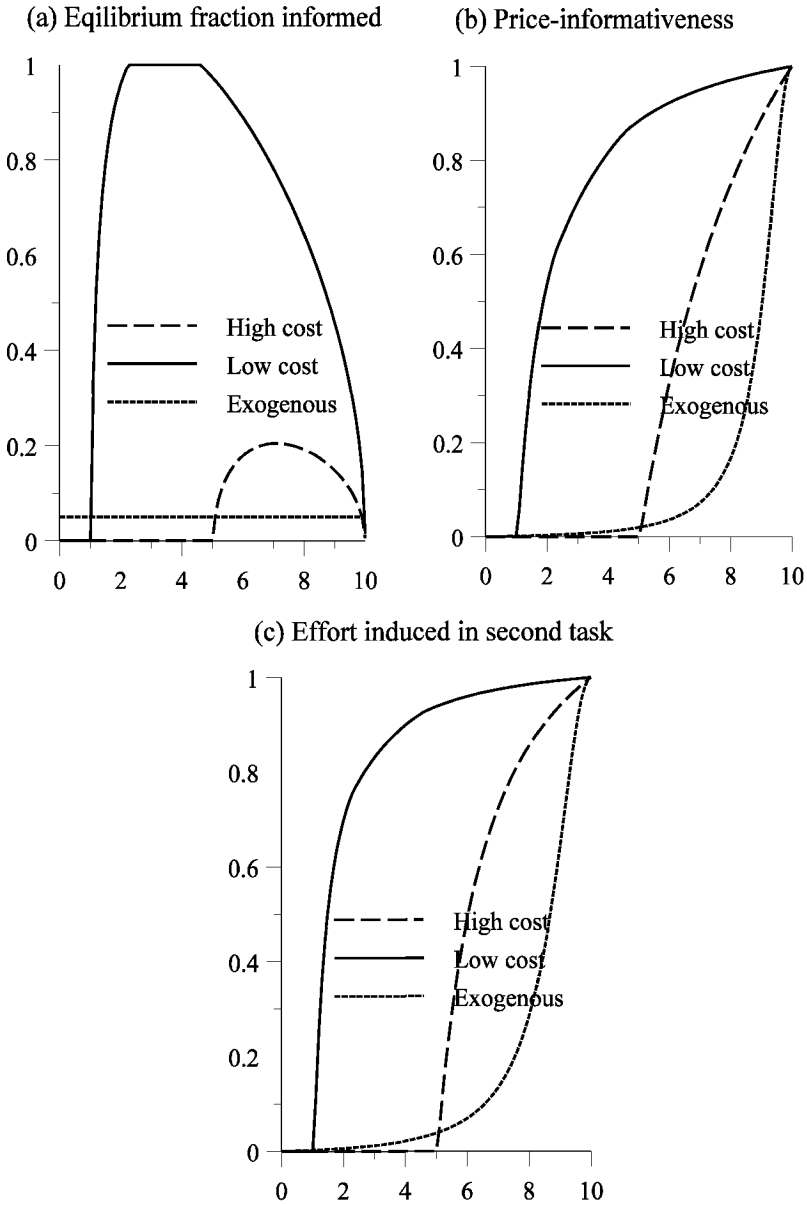 (a) Eqilibrium fraction informed
1
0.8
0.6
0.4
0.2
0
High cost
Low cost
Exogenous
0 2 4 6 8 10
(b) Price-informativeness
1
0.8
0.6
0.4
0.2
0
High cost
Low cost
Exogenous
0 2 4 6 8 10
(c) Effort induced in second task
1
0.8
0.6
0.4
0.2
0
High cost
Low cost
Exogenous
0 2 4 6 8 10